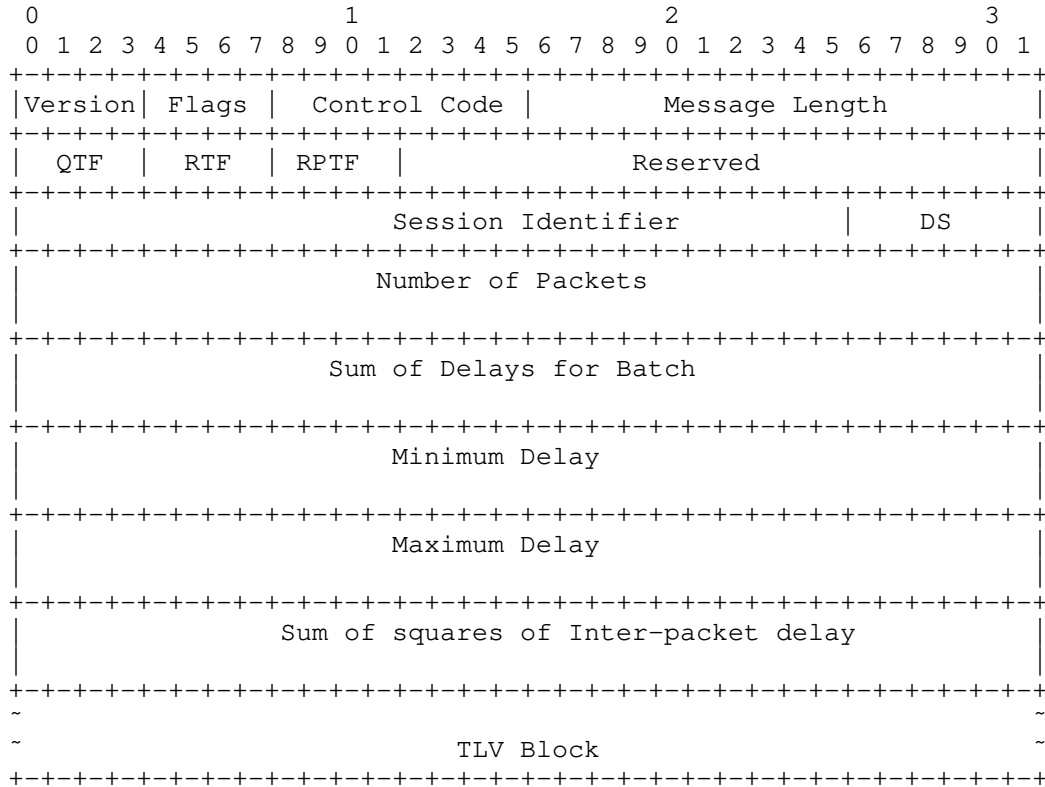 0                   1                   2                   3
0 1 2 3 4 5 6 7 8 9 0 1 2 3 4 5 6 7 8 9 0 1 2 3 4 5 6 7 8 9 0 1
+-+-+-+-+-+-+-+-+-+-+-+-+-+-+-+-+-+-+-+-+-+-+-+-+-+-+-+-+-+-+-+-+
|Version| Flags |  Control Code |        Message Length         |
+-+-+-+-+-+-+-+-+-+-+-+-+-+-+-+-+-+-+-+-+-+-+-+-+-+-+-+-+-+-+-+-+
|  QTF  |  RTF  | RPTF  |              Reserved                 |
+-+-+-+-+-+-+-+-+-+-+-+-+-+-+-+-+-+-+-+-+-+-+-+-+-+-+-+-+-+-+-+-+
|                       Session Identifier          |    DS     |
+-+-+-+-+-+-+-+-+-+-+-+-+-+-+-+-+-+-+-+-+-+-+-+-+-+-+-+-+-+-+-+-+
|                      Number of Packets                        |
|                                                               |
+-+-+-+-+-+-+-+-+-+-+-+-+-+-+-+-+-+-+-+-+-+-+-+-+-+-+-+-+-+-+-+-+
|                   Sum of Delays for Batch                     |
|                                                               |
+-+-+-+-+-+-+-+-+-+-+-+-+-+-+-+-+-+-+-+-+-+-+-+-+-+-+-+-+-+-+-+-+
|                       Minimum Delay                           |
|                                                               |
+-+-+-+-+-+-+-+-+-+-+-+-+-+-+-+-+-+-+-+-+-+-+-+-+-+-+-+-+-+-+-+-+
|                       Maximum Delay                           |
|                                                               |
+-+-+-+-+-+-+-+-+-+-+-+-+-+-+-+-+-+-+-+-+-+-+-+-+-+-+-+-+-+-+-+-+
|                Sum of squares of Inter-packet delay           |
|                                                               |
+-+-+-+-+-+-+-+-+-+-+-+-+-+-+-+-+-+-+-+-+-+-+-+-+-+-+-+-+-+-+-+-+
~                                                               ~
~                           TLV Block                           ~
+-+-+-+-+-+-+-+-+-+-+-+-+-+-+-+-+-+-+-+-+-+-+-+-+-+-+-+-+-+-+-+-+